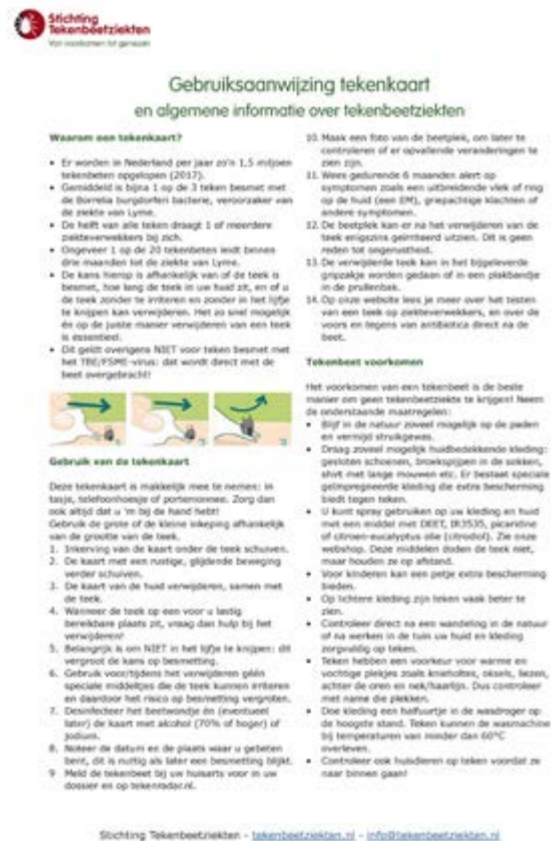 Stichting
Tekenbeetziekten
Van voorkomen tot genezen
Gebruiksaanwijzing tekenkaart
en algemene informatie over tekenbeetziekten
Waarom een tekenkaart?
• Er worden in Nederland per jaar zo'n 1,5 miljoen
tekenbeten opgelopen (2017).
• Gemiddeld is bijna 1 op de 3 teken besmet met
de Borrelia burgdorferi bacterie, veroorzaker van
de ziekte van Lyme.
• De helft van alle teken draagt 1 of meerdere
ziekteverwekkers bij zich.
• Ongeveer 1 op de 20 tekenbeten leidt binnen
drie maanden tot de ziekte van Lyme.
• De kans hierop is afhankelijk van of de teek is
besmet, hoe lang de teek in uw huid zit, en of u
de teek zonder te irriteren en zonder in het lijfje
te knijpen kan verwijderen. Het zo snel mogelijk
én op de juiste manier verwijderen van een teek
is essentieel.
• Dit geldt overigens NIET voor teken besmet met
het TBE/FSME-virus: dat wordt direct met de
beet overgebracht!
Gebruik van de tekenkaart
Deze tekenkaart is makkelijk mee te nemen: in
tasje, telefoonhoesje of portemonnee. Zorg dan
ook altijd dat u 'm bij de hand hebt!
Gebruik de grote of de kleine inkeping afhankelijk
van de grootte van de teek.
1. Inkerving van de kaart onder de teek schuiven.
2. De kaart met een rustige, glijdende beweging
verder schuiven.
3. De kaart van de huid verwijderen, samen met
de teek.
4. Wanneer de teek op een voor u lastig
bereikbare plaats zit, vraag dan hulp bij het
verwijderen!
5. Belangrijk is om NIET in het lijfje te knijpen: dit
vergroot de kans op besmetting.
6. Gebruik voor/tijdens het verwijderen géén
speciale middeltjes die de teek kunnen irriteren
en daardoor het risico op besmetting vergroten.
7. Desinfecteer het beetwondje én (eventueel
later) de kaart met alcohol (70% of hoger) of
jodium.
8. Noteer de datum en de plaats waar u gebeten
bent, dit is nuttig als later een besmetting blijkt.
9 Meld de tekenbeet bij uw huisarts voor in uw
dossier en op tekenradar.nl.
10. Maak een foto van de beetplek, om later te
controleren of er opvallende veranderingen te
zien zijn.
11. Wees gedurende 6 maanden alert op
symptomen zoals een uitbreidende vlek of ring
op de huid (een EM), griepachtige klachten of
andere symptomen.
12. De beetplek kan er na het verwijderen van de
teek enigszins geïrriteerd uitzien. Dit is geen
reden tot ongerustheid.
13. De verwijderde teek kan in het bijgeleverde
gripzakje worden gedaan of in een plakbandje
in de prullenbak.
14. Op onze website lees je meer over het testen
van een teek op ziekteverwekkers, en over de
voors en tegens van antibiotica direct na de
beet.
Tekenbeet voorkomen
Het voorkomen van een tekenbeet is de beste
manier om geen tekenbeetziekte te krijgen! Neem
de onderstaande maatregelen:
• Blijf in de natuur zoveel mogelijk op de paden
en vermijd struikgewas.
• Draag zoveel mogelijk huidbedekkende kleding:
gesloten schoenen, broekspijpen in de sokken,
shirt met lange mouwen etc. Er bestaat speciale
geïmpregneerde kleding die extra bescherming
biedt tegen teken.
• U kunt spray gebruiken op uw kleding en huid
met een middel met DEET, IR3535, picaridine
of citroen-eucalyptus olie (citrodiol). Zie onze
webshop. Deze middelen doden de teek niet,
maar houden ze op afstand.
• Voor kinderen kan een petje extra bescherming
bieden.
• Op lichtere kleding zijn teken vaak beter te
zien.
• Controleer direct na een wandeling in de natuur
of na werken in de tuin uw huid en kleding
zorgvuldig op teken.
• Teken hebben een voorkeur voor warme en
vochtige plekjes zoals knieholtes, oksels, liezen,
achter de oren en nek/haarlijn. Dus controleer
met name die plekken.
• Doe kleding een halfuurtje in de wasdroger op
de hoogste stand. Teken kunnen de wasmachine
bij temperaturen van minder dan 60°C
overleven.
• Controleer ook huisdieren op teken voordat ze
naar binnen gaan!
Stichting Tekenbeetziekten - tekenbeetziekten.nl - info@tekenbeetziekten.nl